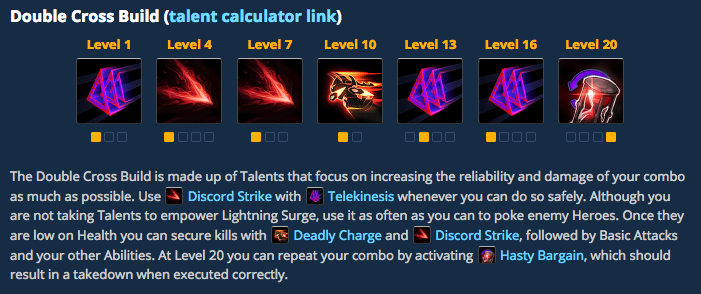 Double Cross Build (talent calculator link)
Level 1 Level 4 Level 7 Level 10 Level 13 Level 16 Level 20
The Double Cross Build is made up of Talents that focus on increasing the reliability and damage of your combo
as much as possible. Use Discord Strike with Telekinesis whenever you can do so safely. Although you
are not taking Talents to empower Lightning Surge, use it as often as you can to poke enemy Heroes. Once they
are low on Health you can secure kills with Deadly Charge and Discord Strike, followed by Basic Attacks
and your other Abilities. At Level 20 you can repeat your combo by activating Hasty Bargain, which should
result in a takedown when executed correctly.